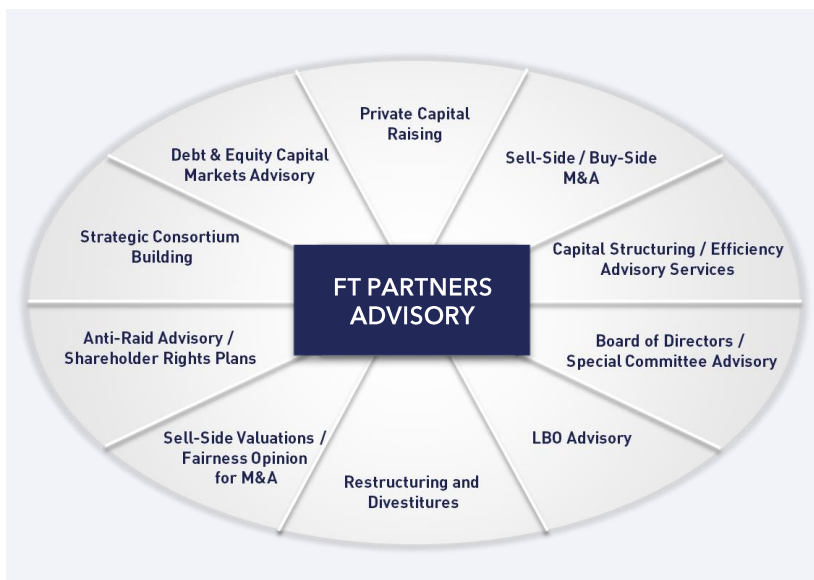 Private Capital
Raising
Sell-Side / Buy-Side
M&A
Capital Structuring / Efficiency
Advisory Services
Board of Directors /
Special Committee Advisory
LBO Advisory
Restructuring and
Divestitures
Sell-Side Valuations /
Fairness Opinion
for M&A
Anti-Raid Advisory /
Shareholder Rights Plans
Strategic Consortium
Building
Debt & Equity Capital
Markets Advisory
FT PARTNERS
ADVISORY